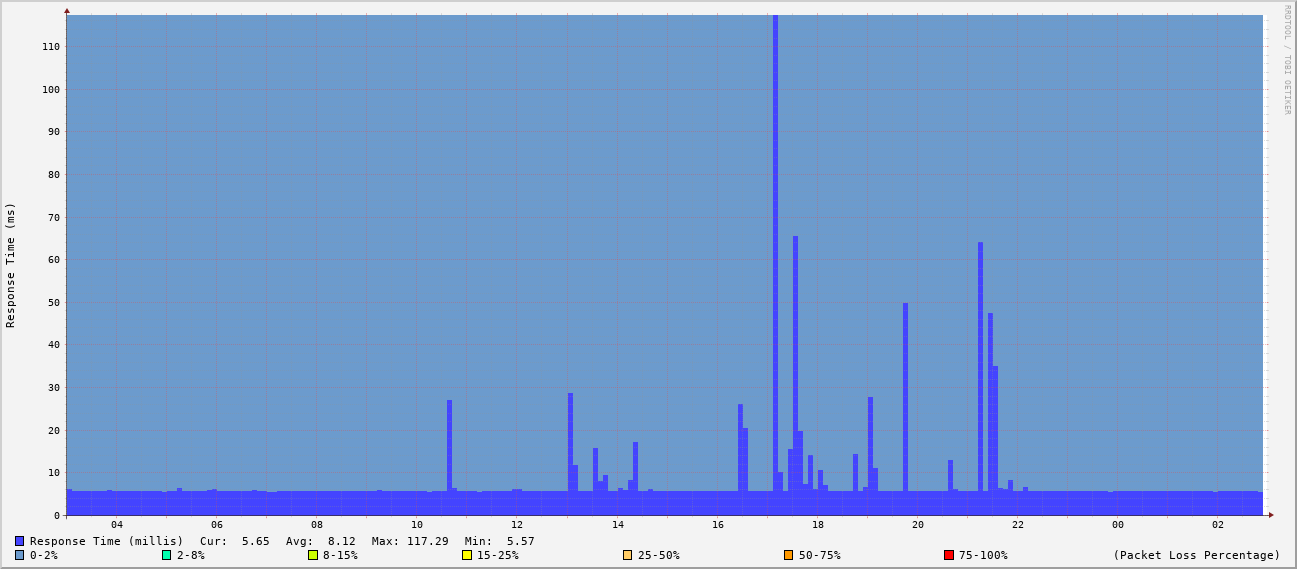 RRDTOOL / TOBI OETIKER
Response Time (ms)
110
100
90
80
70
60
50
40
30
20
10
0
04 06 08 10 12 14 16 18 20 22 00 02
Response Time (millis) Cur: 5.65 Avg: 8.12 Max: 117.29 Min: 5.57
0-2% 2-8% 8-15% 15-25% 25-50% 50-75% 75-100% (Packet Loss Percentage)